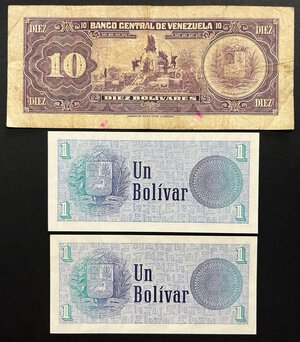 10 BANCO CENTRAL DE VENEZUELA 10
DIEZ DIEZ
10
DIEZ DIEZ
DIEZ BOLÍVARES
AMERICAN BANK NOTE COMPANY
1 1
Un
Bolívar
1 1
1 1
Un
Bolívar
1 1